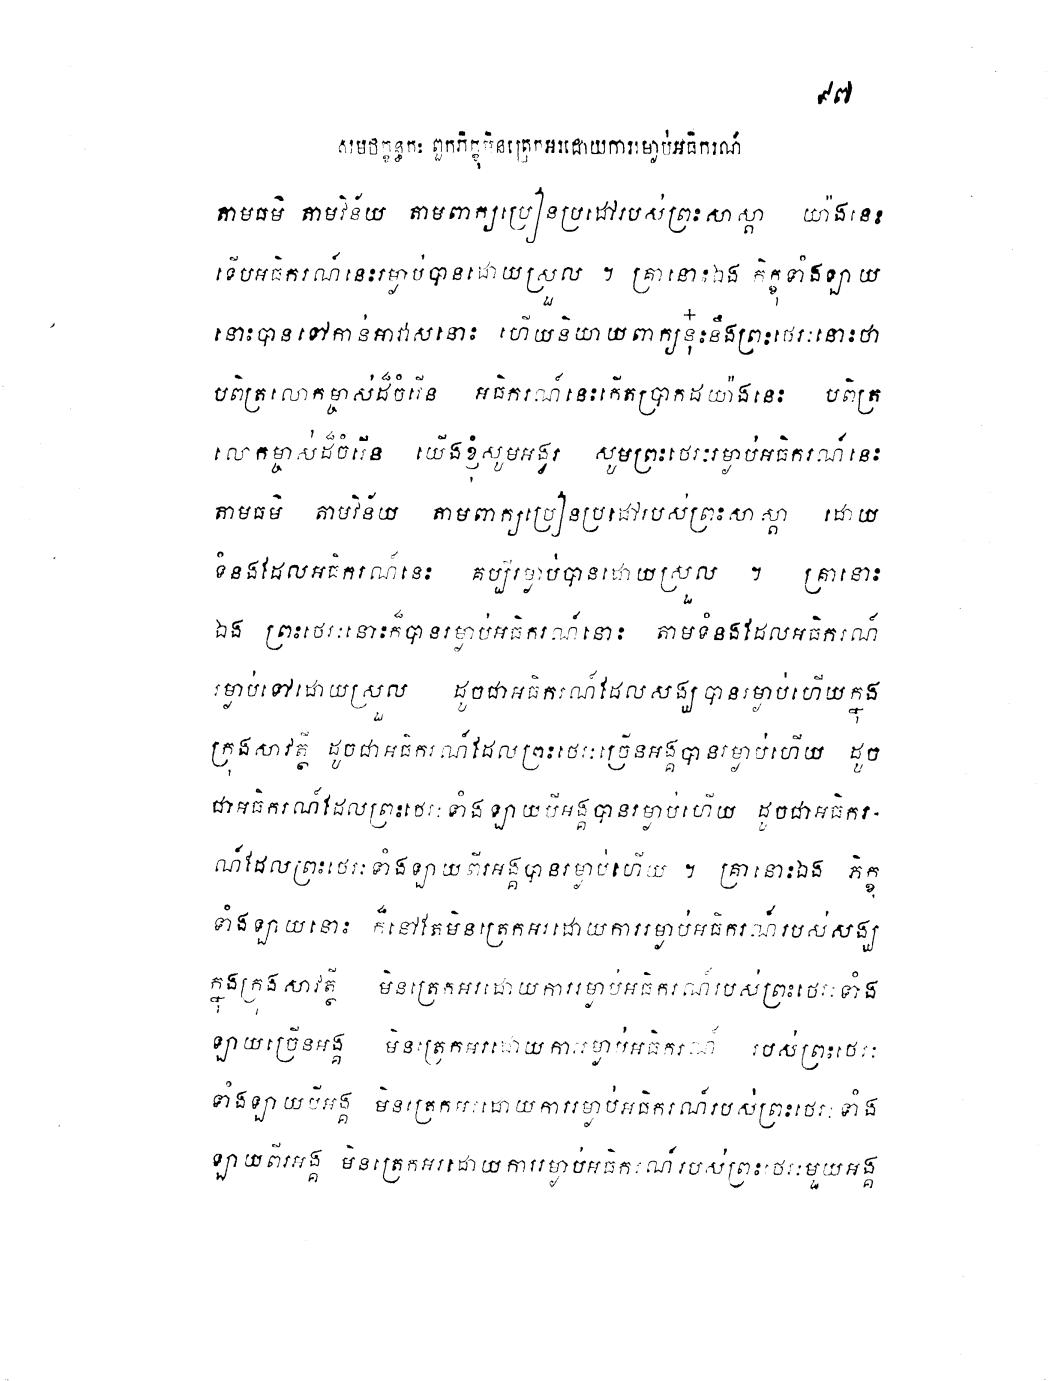 ៩៧
សមថក្ខន្ធកៈ ពួកភិក្ខុមិនត្រេកអរដោយការរម្ងាប់អធិករណ៍
តាមធម៌ តាមវិន័យ តាមពាក្យប្រៀនប្រដៅរបស់ព្រះសាស្តា យ៉ាងនេះ
ទើបអធិករណ៍នេះរម្ងាប់បានដោយស្រួល ។ គ្រានោះឯង ភិក្ខុទាំងឡាយ
នោះបានទៅកាន់អាវាសនោះ ហើយនិយាយពាក្យនុ៎ះនឹងព្រះថេរៈនោះថា
បពិត្រលោកម្ចាស់ដ៏ចំរើន អធិករណ៍នេះកើតប្រាកដយ៉ាងនេះ បពិត្រ
លោកម្ចាស់ដ៏ចំរើន យើងខ្ញុំសូមអង្វរ សូមព្រះថេរៈរម្ងាប់អធិករណ៍នេះ
តាមធម៌ តាមវិន័យ តាមពាក្យប្រៀនប្រដៅរបស់ព្រះសាស្តា ដោយ
ទំនងដែលអធិករណ៍នេះ គប្បីរម្ងាប់បានដោយស្រួល ។ គ្រានោះ
ឯង ព្រះថេរៈនោះក៏បានរម្ងាប់អធិករណ៍នោះ តាមទំនងដែលអធិករណ៍
រម្ងាប់ទៅដោយស្រួល ដូចជាអធិករណ៍ដែលសង្ឃបានរម្ងាប់ហើយក្នុង
ក្រុងសាវត្ថី ដូចជាអធិករណ៍ដែលព្រះថេរៈច្រើនអង្គបានរម្ងាប់ហើយ ដូច
ជាអធិករណ៍ដែលព្រះថេរៈទាំងឡាយបីអង្គបានរម្ងាប់ហើយ ដូចជាអធិករ-
ណ៍ដែលព្រះថេរៈទាំងឡាយពីរអង្គបានរម្ងាប់ហើយ ។ គ្រានោះឯង ភិក្ខុ
ទាំងឡាយនោះ ក៏នៅតែមិនត្រេកអរដោយការរម្ងាប់អធិករណ៍របស់សង្ឃ
ក្នុងក្រុងសាវត្ថី មិនត្រេកអរដោយការរម្ងាប់អធិករណ៍របស់ព្រះថេរៈទាំង
ឡាយច្រើនអង្គ មិនត្រេកអរដោយការរម្ងាប់អធិករណ៍ របស់ព្រះថេរៈ
ទាំងឡាយបីអង្គ មិនត្រេកអរដោយការរម្ងាប់អធិករណ៍របស់ព្រះថេរៈទាំង
ឡាយពីរអង្គ មិនត្រេកអរដោយការរម្ងាប់អធិករណ៍របស់ព្រះថេរៈមួយអង្គ